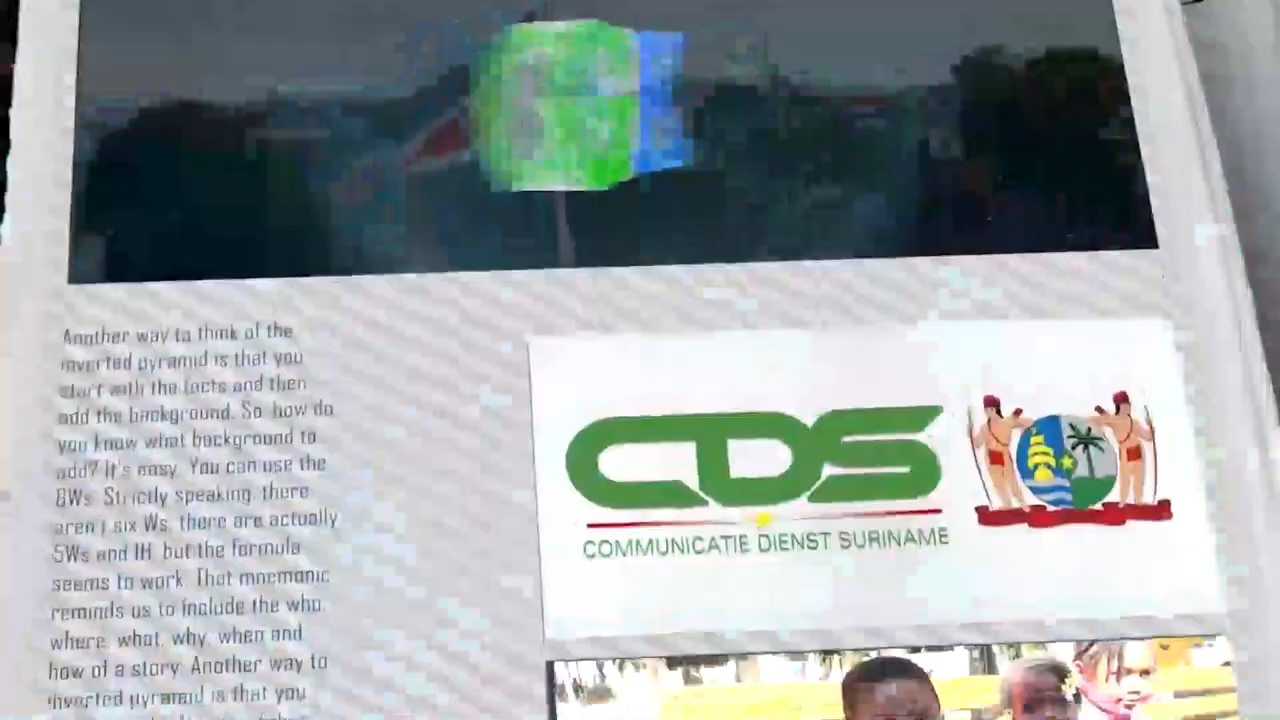 Another way to think of the
inverted pyramid is that you
start with the facts and then
add the background. So, how do
you know what background to
add? It's easy. You can use the
6Ws. Strictly speaking, there
aren't six Ws, there are actually
5Ws and 1H, but the formula
seems to work. That mnemonic
reminds us to include the who,
where, what, why, when and
how of a story. Another way to
inverted pyramid is that you
CDS
COMMUNICATIE DIENST SURINAME